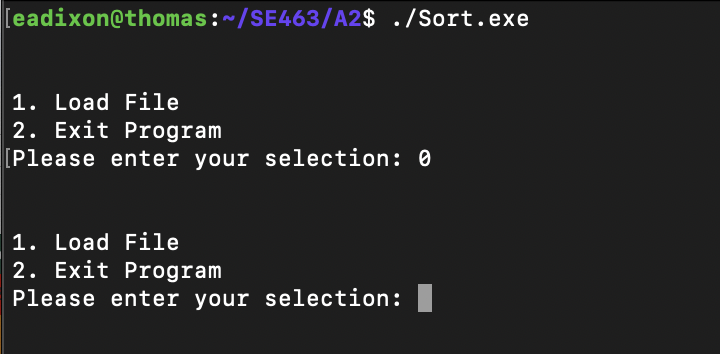 [eadixon@thomas:~/SE463/A2$ ./Sort.exe
1. Load File
2. Exit Program
[Please enter your selection: 0
1. Load File
2. Exit Program
Please enter your selection: